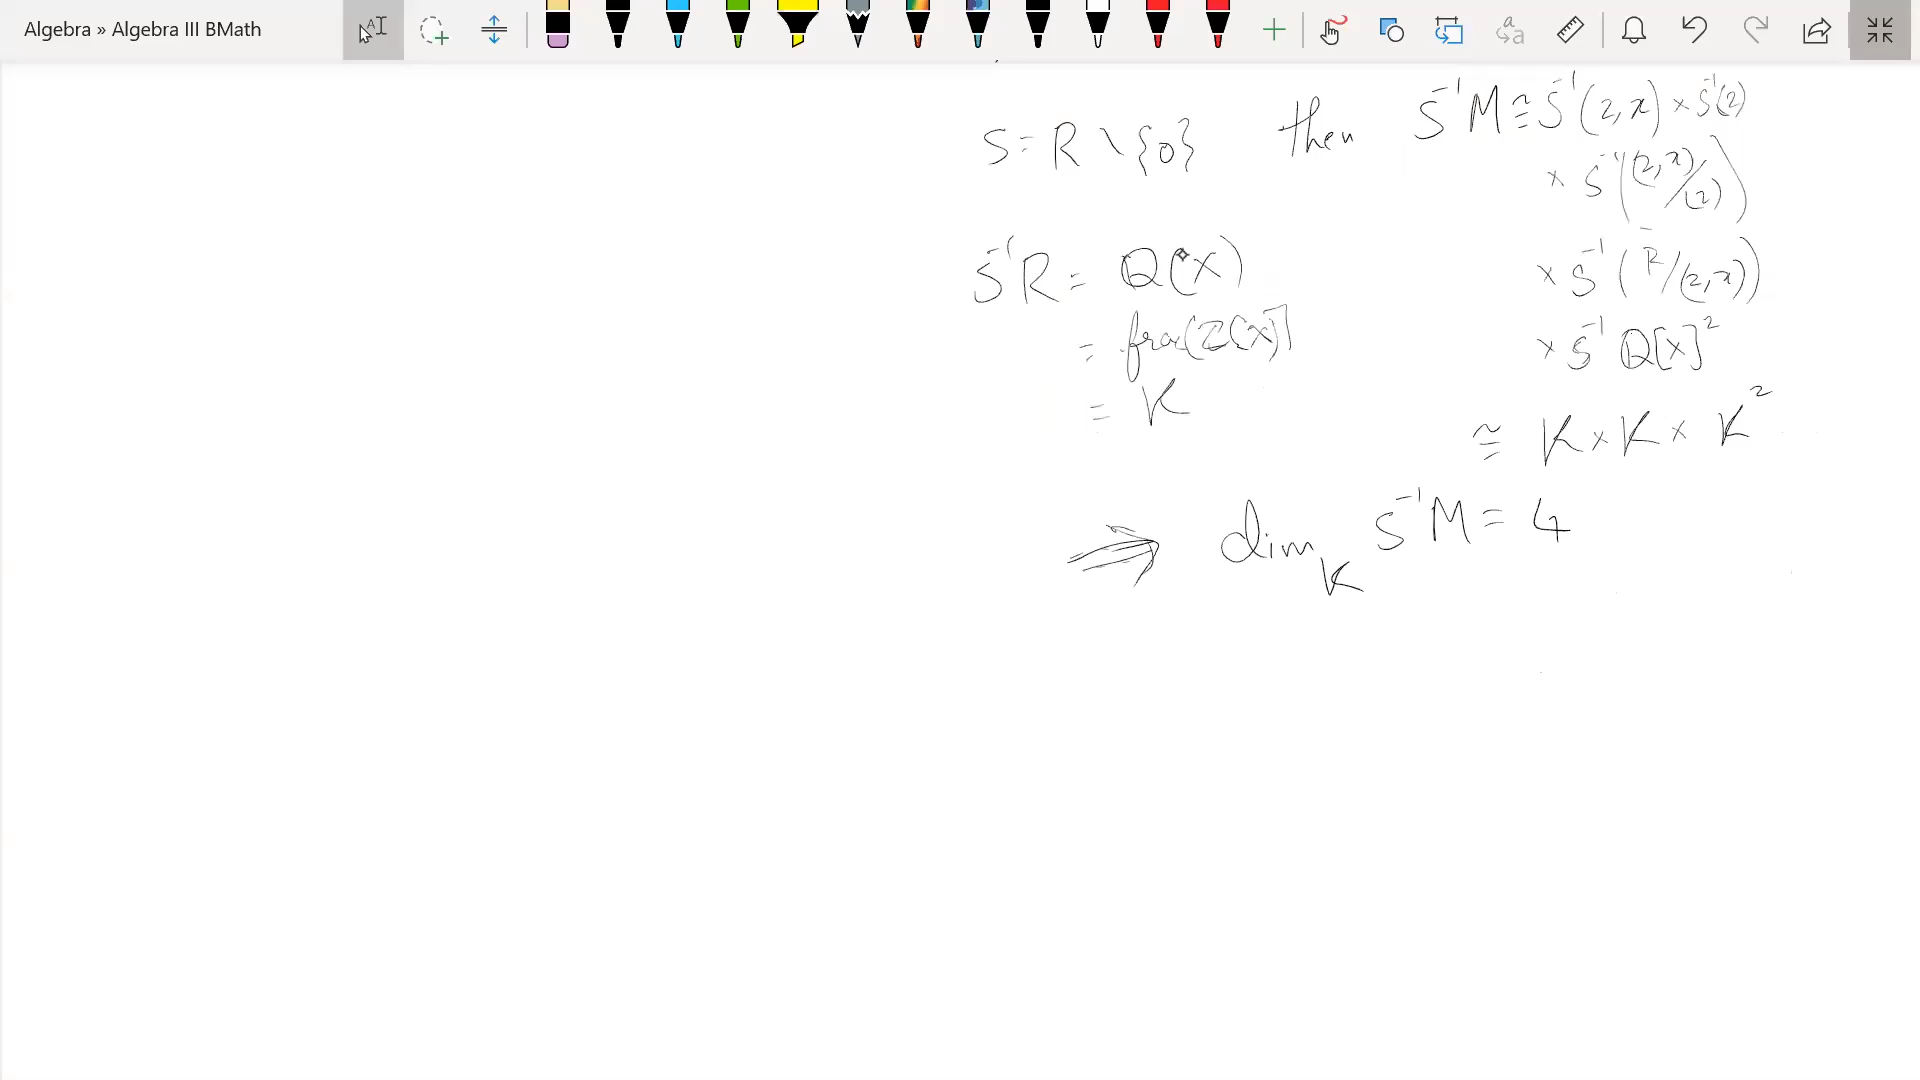 Algebra » Algebra III BMath
S = R \ {0} then S⁻¹M ≅ S⁻¹(2,x) × S⁻¹(2)
× S⁻¹((2,x)/(2))
S⁻¹R = Q(X)
× S⁻¹(R/(2,x))
= frac(Z[X])
× S⁻¹ Q[X]²
= K
≅ K × K × K²
⇒ dim_K S⁻¹M = 4